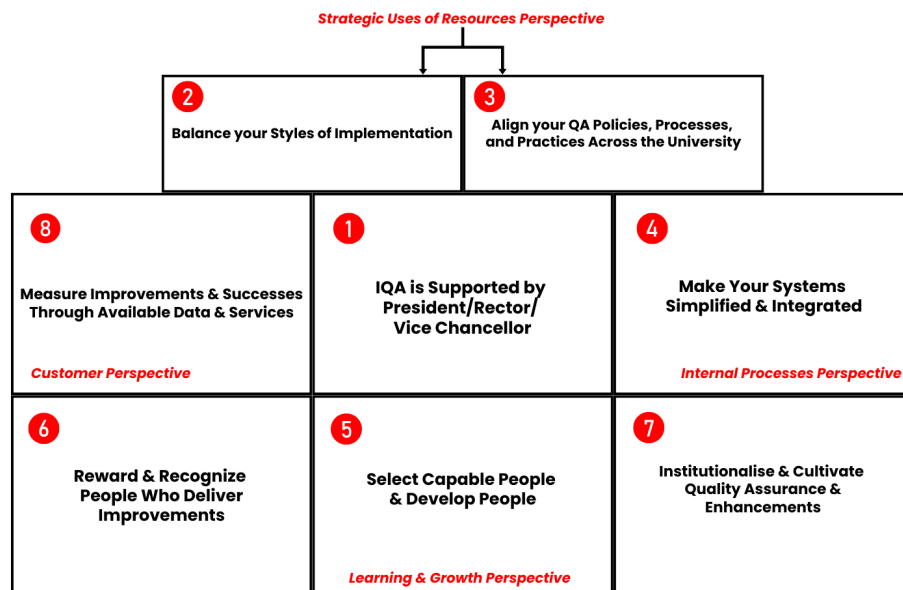 Strategic Uses of Resources Perspective
2
Balance your Styles of Implementation
3
Align your QA Policies, Processes,
and Practices Across the University
8
Measure Improvements & Successes
Through Available Data & Services
Customer Perspective
1
IQA is Supported by
President/Rector/
Vice Chancellor
4
Make Your Systems
Simplified & Integrated
Internal Processes Perspective
6
Reward & Recognize
People Who Deliver
Improvements
5
Select Capable People
& Develop People
Learning & Growth Perspective
7
Institutionalise & Cultivate
Quality Assurance &
Enhancements